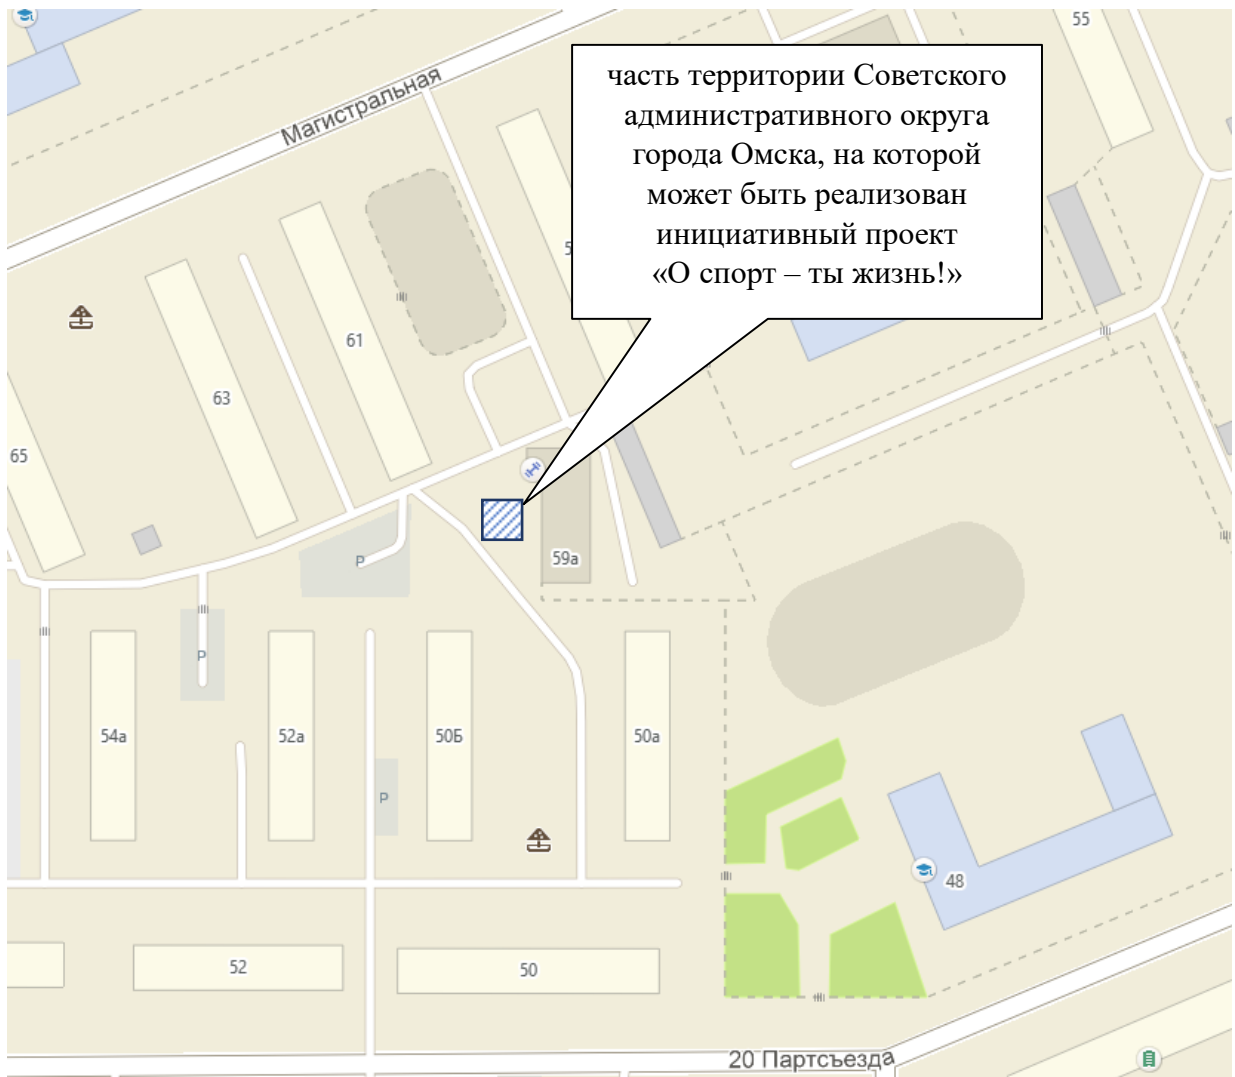 55
часть территории Советского
административного округа
города Омска, на которой
может быть реализован
инициативный проект
«О спорт – ты жизнь!»
Магистральная
5
61
63
65
59а
P
P
54а
52а
50Б
50а
P
48
52
50
20 Партсъезда